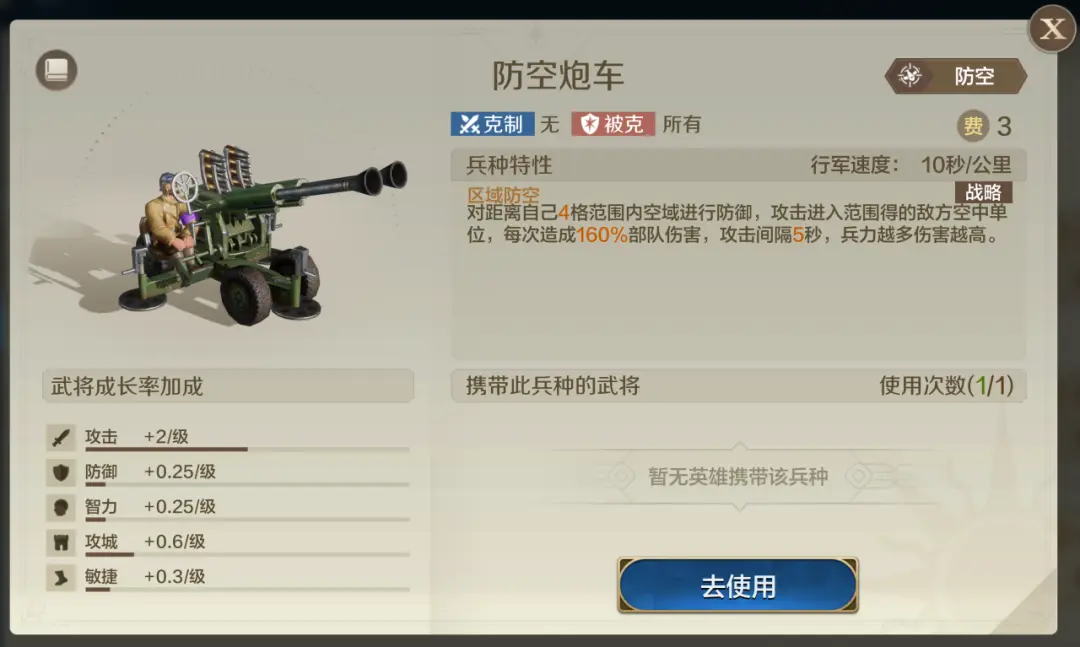 X
防空炮车
防空
克制 无 被克 所有
费 3
兵种特性 行军速度： 10秒/公里
区域防空 战略
对距离自己4格范围内空域进行防御，攻击进入范围得的敌方空中单
位，每次造成160%部队伤害，攻击间隔5秒，兵力越多伤害越高。
武将成长率加成
攻击 +2/级
防御 +0.25/级
智力 +0.25/级
攻城 +0.6/级
敏捷 +0.3/级
携带此兵种的武将 使用次数(1/1)
暂无英雄携带该兵种
去使用